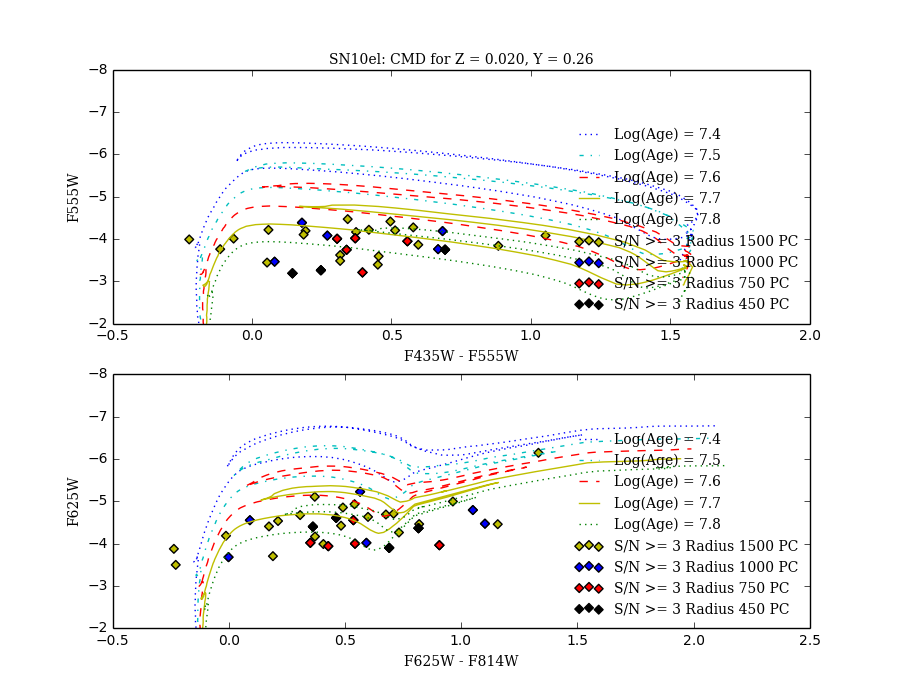 SN10el: CMD for Z = 0.020, Y = 0.26
−8
−7
−6
−5
−4
−3
−2
F555W
Log(Age) = 7.4
Log(Age) = 7.5
Log(Age) = 7.6
Log(Age) = 7.7
Log(Age) = 7.8
S/N >= 3 Radius 1500 PC
S/N >= 3 Radius 1000 PC
S/N >= 3 Radius 750 PC
S/N >= 3 Radius 450 PC
−0.5 0.0 0.5 1.0 1.5 2.0
F435W - F555W
−8
−7
−6
−5
−4
−3
−2
F625W
Log(Age) = 7.4
Log(Age) = 7.5
Log(Age) = 7.6
Log(Age) = 7.7
Log(Age) = 7.8
S/N >= 3 Radius 1500 PC
S/N >= 3 Radius 1000 PC
S/N >= 3 Radius 750 PC
S/N >= 3 Radius 450 PC
−0.5 0.0 0.5 1.0 1.5 2.0 2.5
F625W - F814W